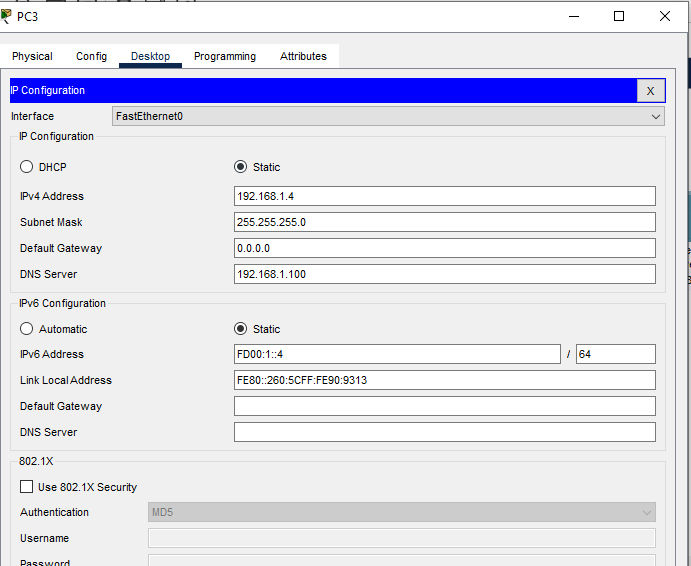 PC3
Physical Config Desktop Programming Attributes
IP Configuration X
Interface FastEthernet0
IP Configuration
DHCP Static
IPv4 Address 192.168.1.4
Subnet Mask 255.255.255.0
Default Gateway 0.0.0.0
DNS Server 192.168.1.100
IPv6 Configuration
Automatic Static
IPv6 Address FD00:1::4 / 64
Link Local Address FE80::260:5CFF:FE90:9313
Default Gateway
DNS Server
802.1X
Use 802.1X Security
Authentication MD5
Username
Password